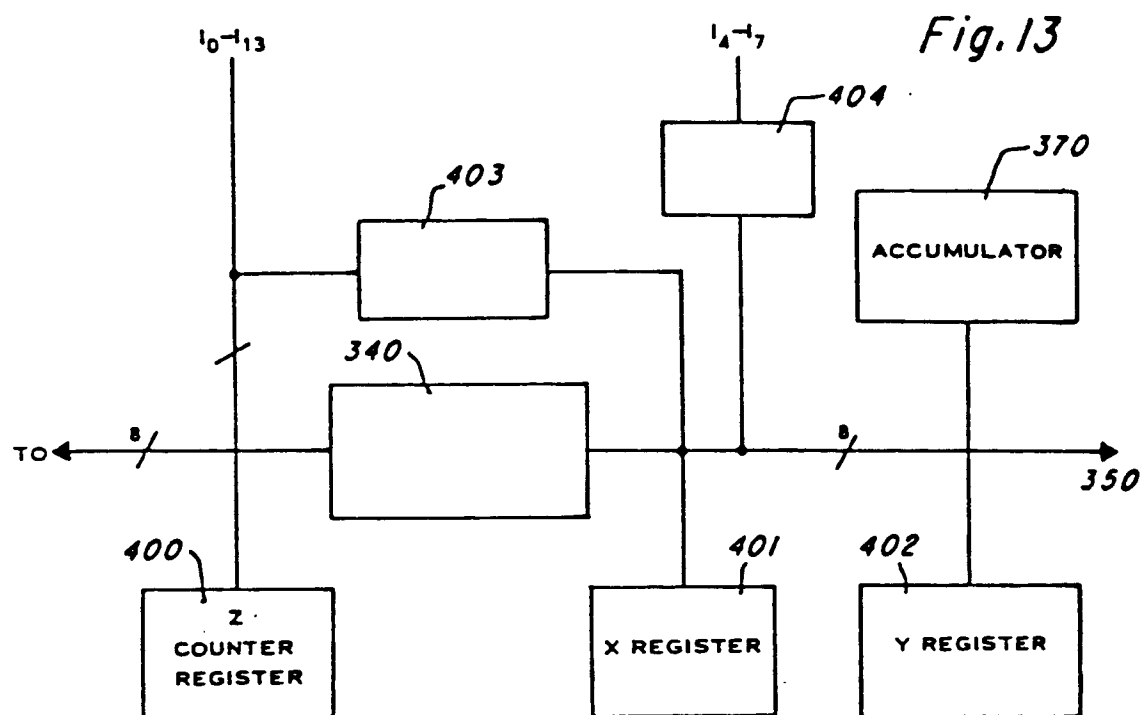 I₀-I₁₃
I₄-I₇
Fig.13
404
370
403
ACCUMULATOR
340
8
8
TO
350
400
401
402
Z
COUNTER
REGISTER
X REGISTER
Y REGISTER